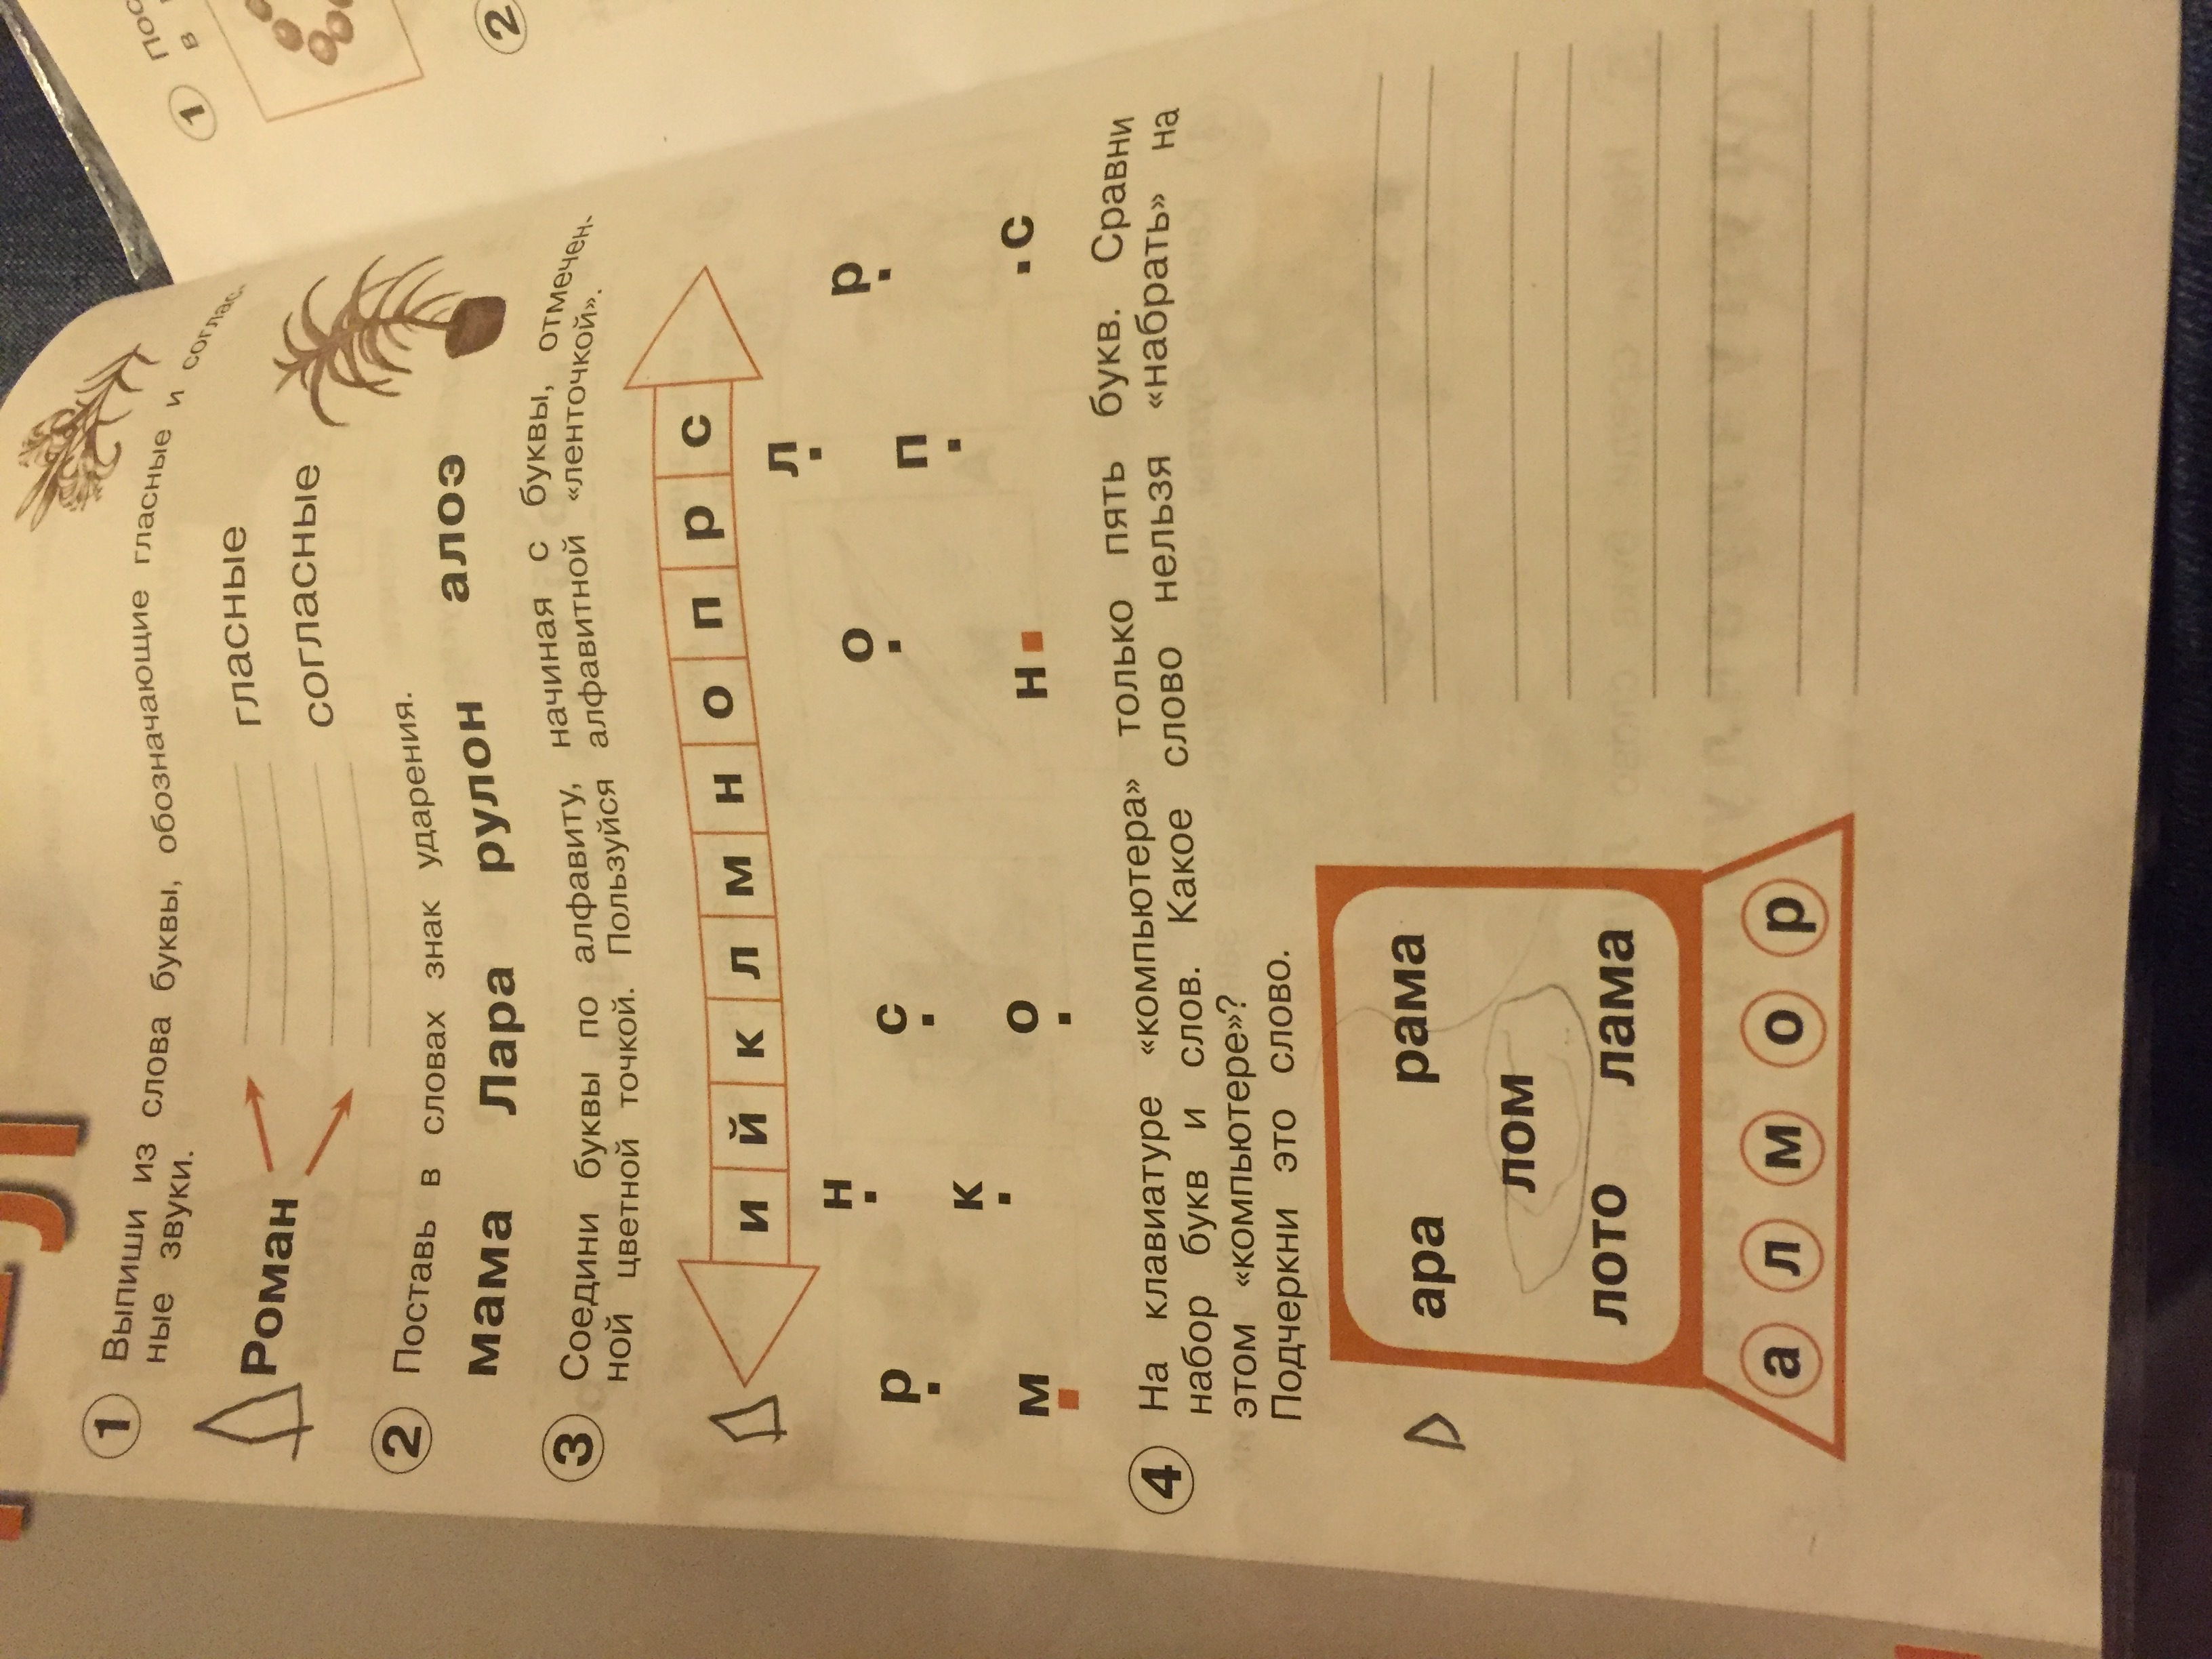 1 Выпиши из слова буквы, обозначающие гласные и соглас-
ные звуки.
Роман
гласные
согласные
2 Поставь в словах знак ударения.
мама Лара рулон алоэ
3 Соедини буквы по алфавиту, начиная с буквы, отмечен-
ной цветной точкой. Пользуйся алфавитной «ленточкой».
и й к л м н о п р с
р н с о л р
м к о н п с
4 На клавиатуре «компьютера» только пять букв. Сравни
набор букв и слов. Какое слово нельзя «набрать» на
этом «компьютере»?
Подчеркни это слово.
ара рама
лом
лото лама
а л м о р
1
в
2